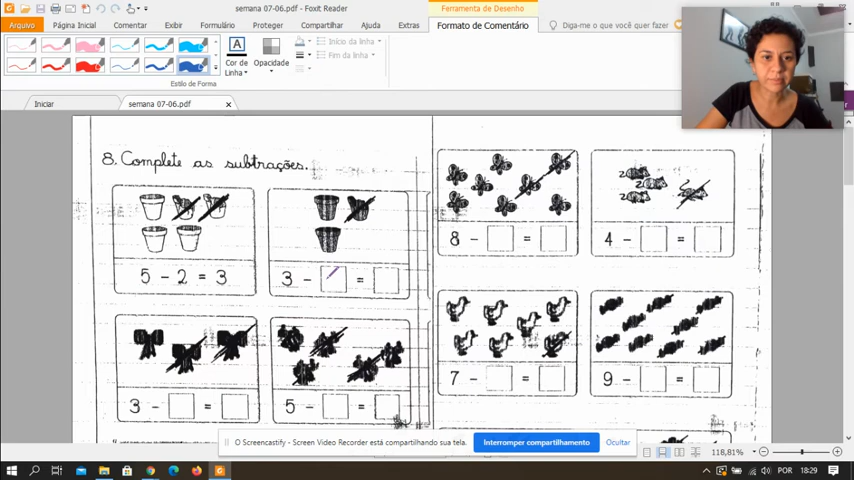 semana 07-06.pdf - Foxit Reader
Ferramenta de Desenho
Arquivo Página Inicial Comentar Exibir Formulário Proteger Compartilhar Ajuda Extras Formato de Comentário Diga-me o que você quer fazer
Cor de Linha
Opacidade
Início da linha
Fim da linha
Estilo de Forma
Iniciar
semana 07-06.pdf
8. Complete as subtrações.
5 - 2 = 3
3 - =
8 - =
4 - =
3 - =
5 - =
7 - =
9 - =
O Screencastify - Screen Video Recorder está compartilhando sua tela.
Interromper compartilhamento
Ocultar
118,81%
POR
18:29